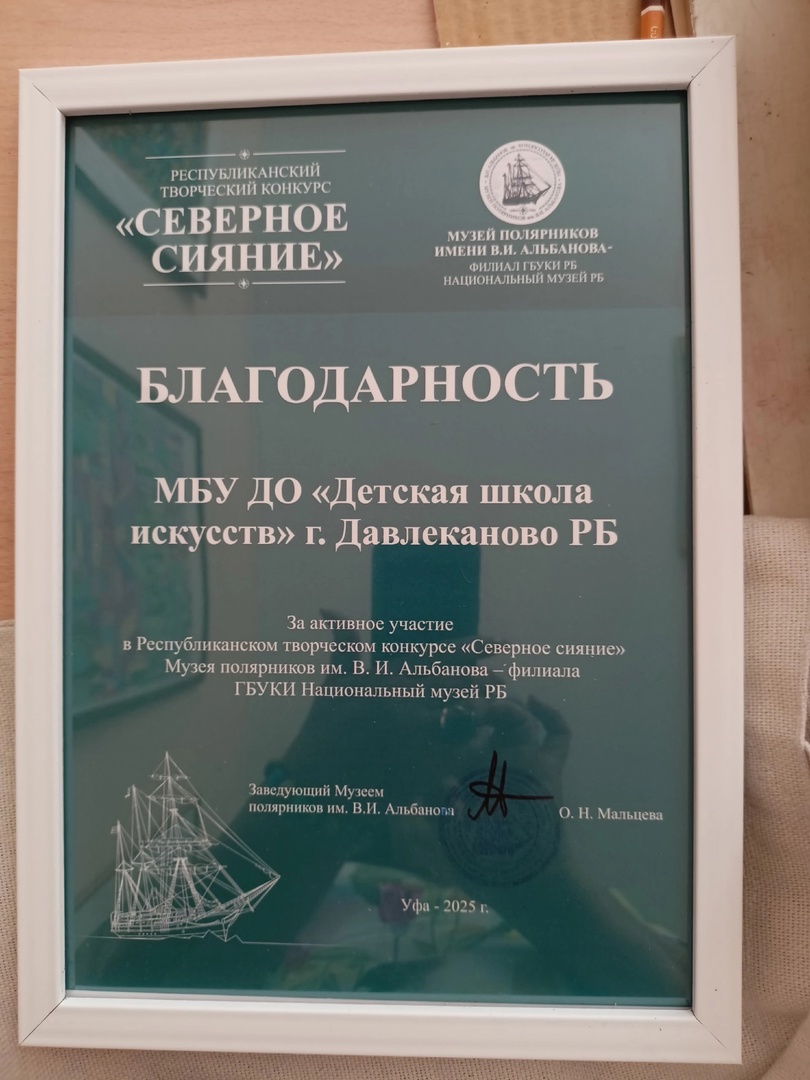 РЕСПУБЛИКАНСКИЙ
ТВОРЧЕСКИЙ КОНКУРС
«СЕВЕРНОЕ
СИЯНИЕ»
МУЗЕЙ ПОЛЯРНИКОВ
ИМЕНИ В.И. АЛЬБАНОВА-
ФИЛИАЛ ГБУКИ РБ
НАЦИОНАЛЬНЫЙ МУЗЕЙ РБ
БЛАГОДАРНОСТЬ
МБУ ДО «Детская школа
искусств» г. Давлеканово РБ
За активное участие
в Республиканском творческом конкурсе «Северное сияние»
Музея полярников им. В. И. Альбанова – филиала
ГБУКИ Национальный музей РБ
Заведующий Музеем
полярников им. В.И. Альбанова
О. Н. Мальцева
Уфа - 2025 г.